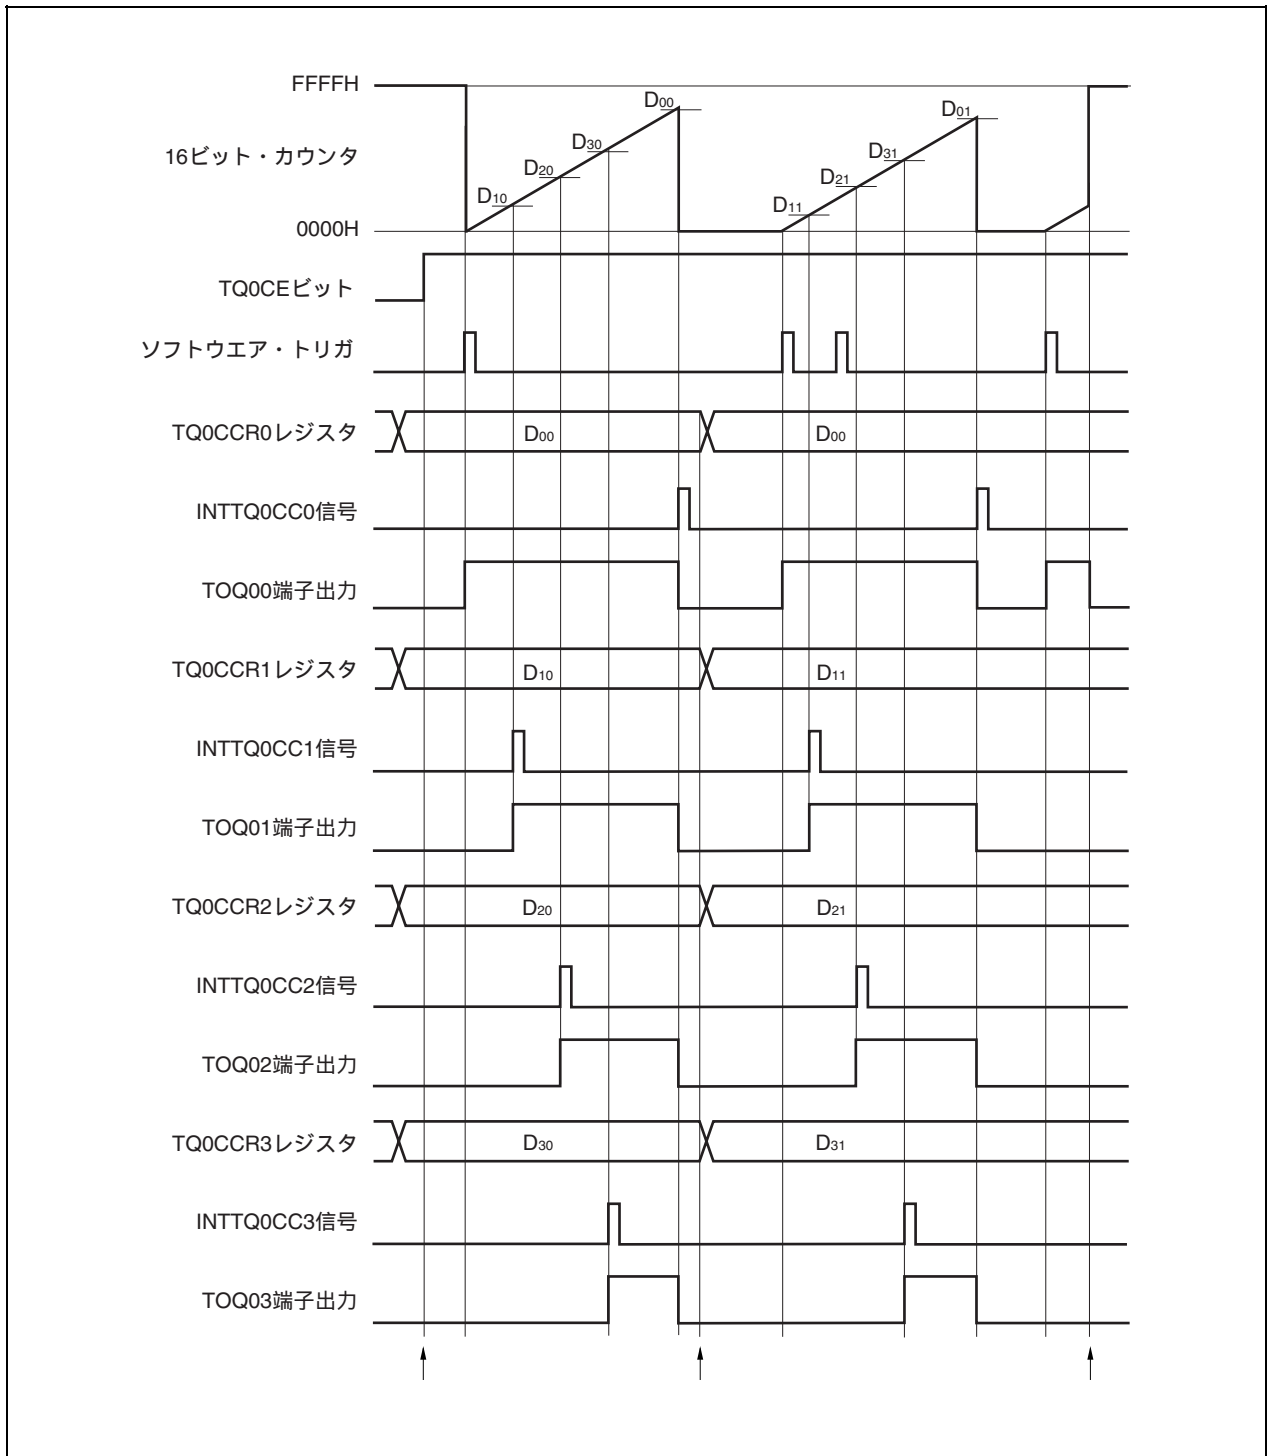 FFFFH
D00
D01
D30
D31
16ビット・カウンタ
D20
D21
D10
D11
0000H
TQ0CEビット
ソフトウエア・トリガ
TQ0CCR0レジスタ
D00
D00
INTTQ0CC0信号
TOQ00端子出力
TQ0CCR1レジスタ
D10
D11
INTTQ0CC1信号
TOQ01端子出力
TQ0CCR2レジスタ
D20
D21
INTTQ0CC2信号
TOQ02端子出力
TQ0CCR3レジスタ
D30
D31
INTTQ0CC3信号
TOQ03端子出力